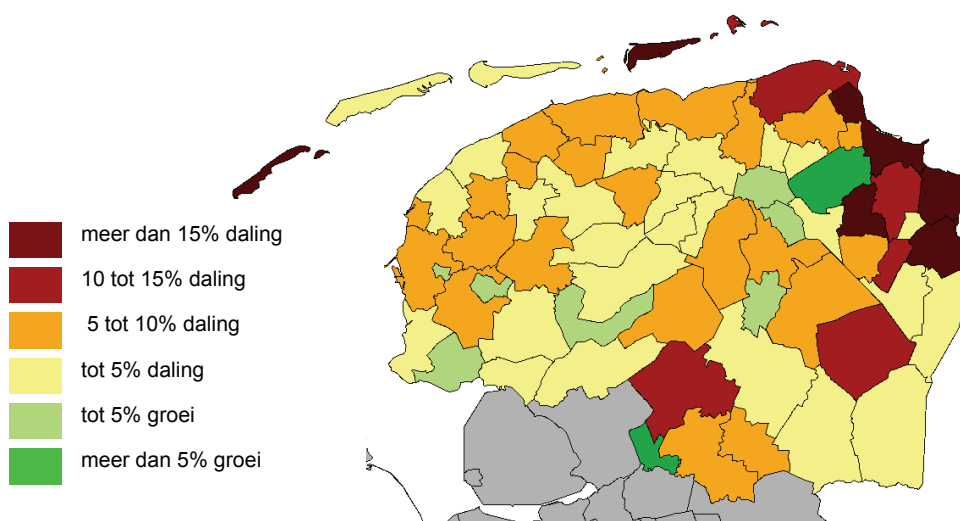 meer dan 15% daling
10 tot 15% daling
5 tot 10% daling
tot 5% daling
tot 5% groei
meer dan 5% groei